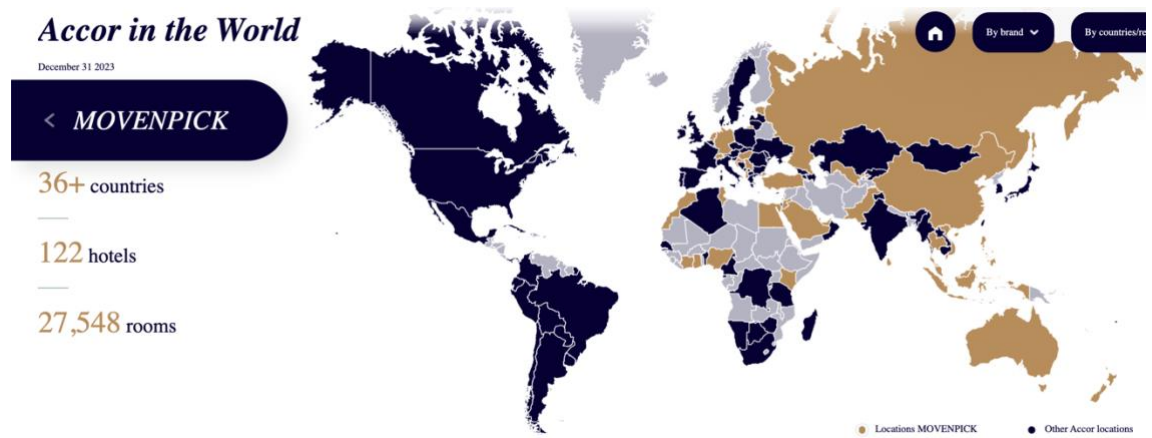 Accor in the World
December 31 2023
By brand
By countries/re
< MOVENPICK
36+ countries
122 hotels
27,548 rooms
Locations MOVENPICK
Other Accor locations